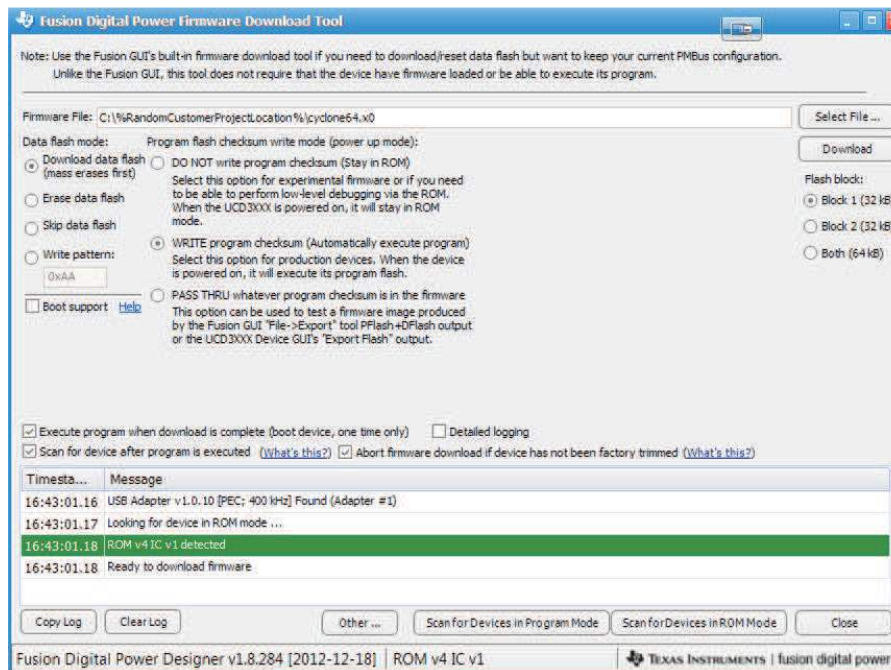 Fusion Digital Power Firmware Download Tool
Note: Use the Fusion GUI's built-in firmware download tool if you need to download/reset data flash but want to keep your current PMBus configuration.
Unlike the Fusion GUI, this tool does not require that the device have firmware loaded or be able to execute its program.
Firmware File: C:\%RandomCustomerProjectLocation%\cyclone64.x0
Select File ...
Download
Data flash mode:
Download data flash
(mass erases first)
Erase data flash
Skip data flash
Write pattern:
0xAA
Boot support Help
Program flash checksum write mode (power up mode):
DO NOT write program checksum (Stay in ROM)
Select this option for experimental firmware or if you need
to be able to perform low-level debugging via the ROM.
When the UCD3XXX is powered on, it will stay in ROM
mode.
WRITE program checksum (Automatically execute program)
Select this option for production devices. When the device
is powered on, it will execute its program flash.
PASS THRU whatever program checksum is in the firmware
This option can be used to test a firmware image produced
by the Fusion GUI "File->Export" tool PFlash+DFlash output
or the UCD3XXX Device GUI's "Export Flash" output.
Flash block:
Block 1 (32 kB
Block 2 (32 kB
Both (64 kB)
Execute program when download is complete (boot device, one time only) Detailed logging
Scan for device after program is executed (What's this?) Abort firmware download if device has not been factory trimmed (What's this?)
Timesta... Message
16:43:01.16 USB Adapter v1.0.10 [PEC; 400 kHz] Found (Adapter #1)
16:43:01.17 Looking for device in ROM mode ...
16:43:01.18 ROM v4 IC v1 detected
16:43:01.18 Ready to download firmware
Copy Log Clear Log Other ... Scan for Devices in Program Mode Scan for Devices in ROM Mode Close
Fusion Digital Power Designer v1.8.284 [2012-12-18] ROM v4 IC v1 TEXAS INSTRUMENTS | fusion digital power